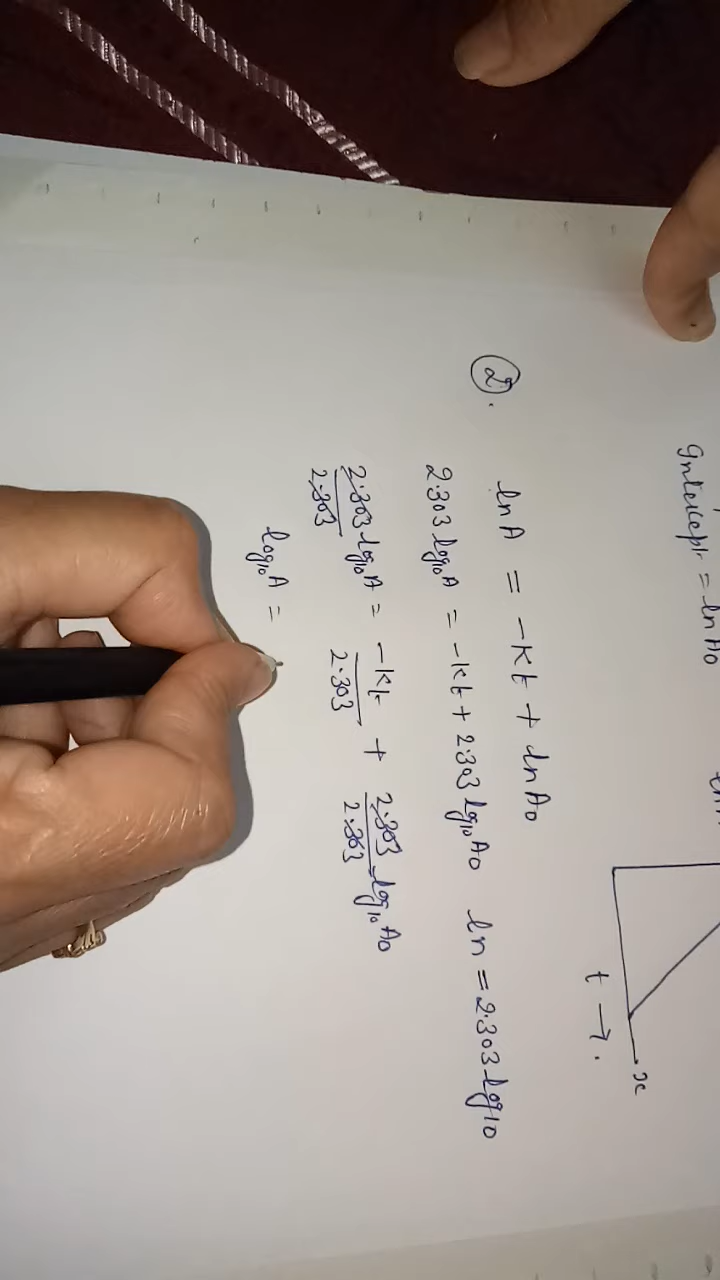 Intercept = ln A0
t →.
x
②. ln A = -Kt + ln A0
2.303 log10 A = -Kt + 2.303 log10 A0 ln = 2.303 log10
2.303 log10 A / 2.303 = -Kt / 2.303 + 2.303 log10 A0 / 2.303
log10 A =